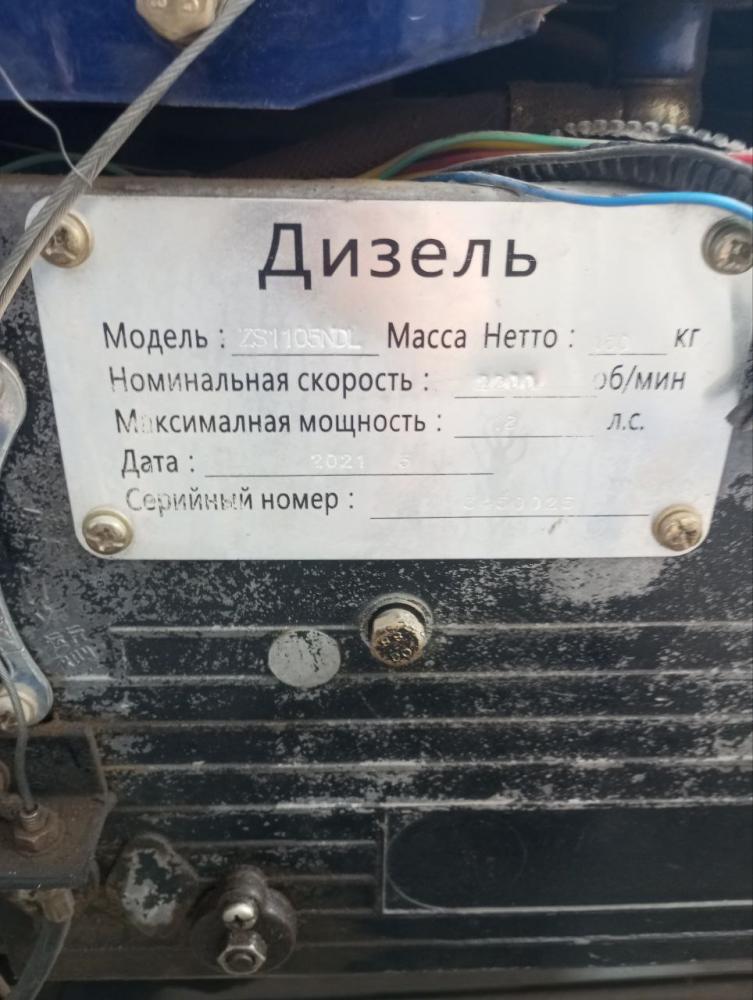 Дизель
Модель : ZS1105NDL Масса Нетто : кг
Номинальная скорость : об/мин
Максималная мощность : л.с.
Дата : 2021 5
Серийный номер :